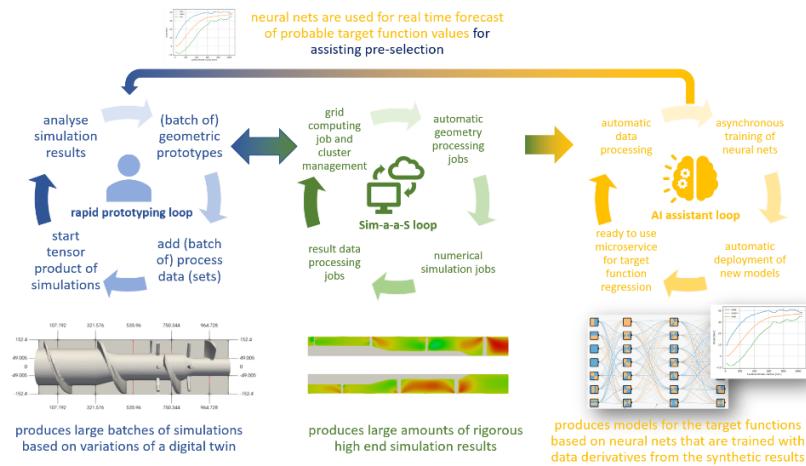 neural nets are used for real time forecast
of probable target function values for
assisting pre-selection
analyse
simulation
results
(batch of)
geometric
prototypes
rapid prototyping loop
start
tensor
product of
simulations
add (batch
of) process
data (sets)
grid
computing
job and
cluster
management
automatic
geometry
processing
jobs
Sim-a-a-S loop
result data
processing
jobs
numerical
simulation jobs
automatic
data
processing
asynchronous
training of
neural nets
AI assistant loop
ready to use
microservice
for target
function
regression
automatic
deployment of
new models
107.192 321.576 964.728
-152.4 -152.4
-49.005
0 0
-49.005
-152.4 -152.4
produces large batches of simulations
based on variations of a digital twin
produces large amounts of rigorous
high end simulation results
produces models for the target functions
based on neural nets that are trained with
data derivatives from the synthetic results